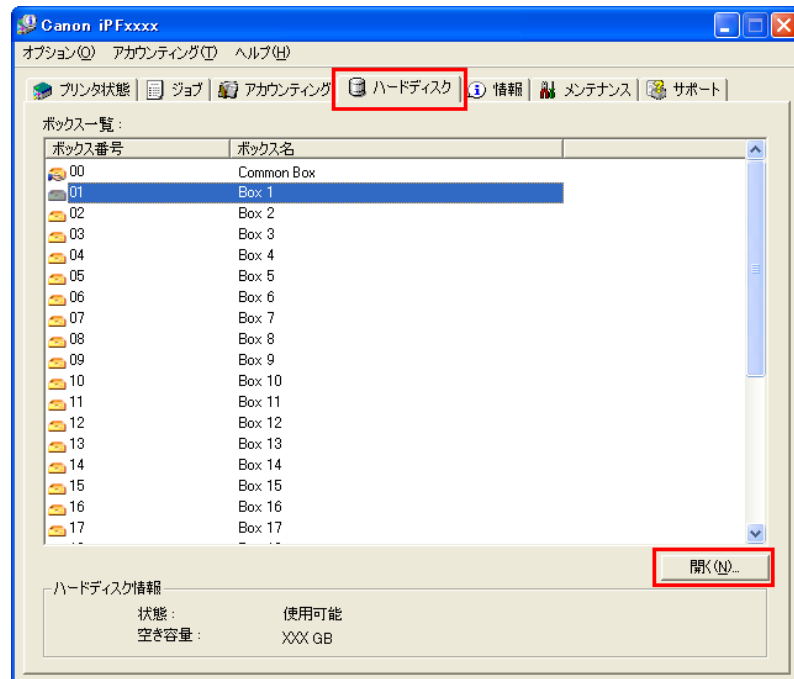 Canon iPFxxxx
オプション(O) アカウンティング(T) ヘルプ(H)
プリンタ状態 ジョブ アカウンティング ハードディスク 情報 メンテナンス サポート
ボックス一覧 :
ボックス番号 ボックス名
00 Common Box
01 Box 1
02 Box 2
03 Box 3
04 Box 4
05 Box 5
06 Box 6
07 Box 7
08 Box 8
09 Box 9
10 Box 10
11 Box 11
12 Box 12
13 Box 13
14 Box 14
15 Box 15
16 Box 16
17 Box 17
開く(N)...
ハードディスク情報
状態 : 使用可能
空き容量 : XXX GB